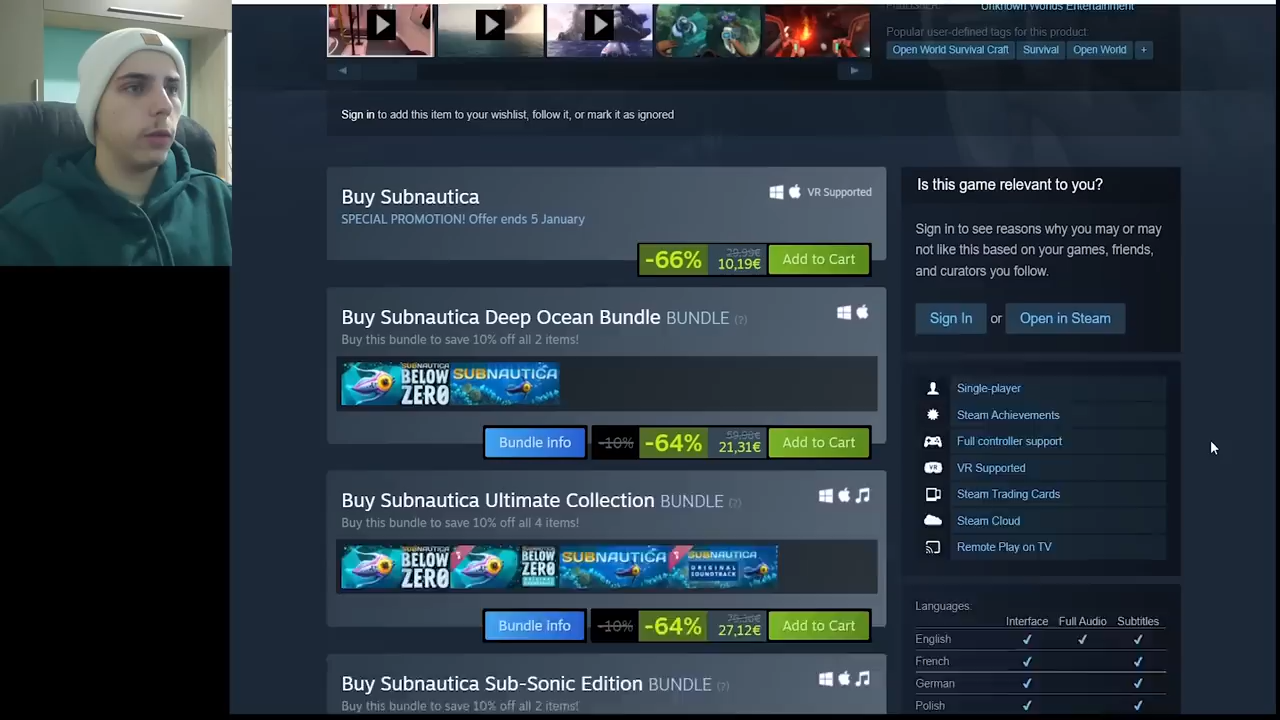 PUBLISHER: Unknown Worlds Entertainment
Popular user-defined tags for this product:
Open World Survival Craft Survival Open World +
Sign in to add this item to your wishlist, follow it, or mark it as ignored
Buy Subnautica
VR Supported
SPECIAL PROMOTION! Offer ends 5 January
-66% 29,99€ 10,19€ Add to Cart
Is this game relevant to you?
Sign in to see reasons why you may or may
not like this based on your games, friends,
and curators you follow.
Sign In or Open in Steam
Buy Subnautica Deep Ocean Bundle BUNDLE (?)
Buy this bundle to save 10% off all 2 items!
SUBNAUTICA BELOW ZERO SUBNAUTICA
Bundle info -10% -64% 59,98€ 21,31€ Add to Cart
Single-player
Steam Achievements
Full controller support
VR Supported
Steam Trading Cards
Steam Cloud
Remote Play on TV
Buy Subnautica Ultimate Collection BUNDLE (?)
Buy this bundle to save 10% off all 4 items!
SUBNAUTICA BELOW ZERO BELOW ZERO SUBNAUTICA SUBNAUTICA ORIGINAL SOUNDTRACK
Bundle info -10% -64% Add to Cart
27,12€
Buy Subnautica Sub-Sonic Edition BUNDLE (?)
Buy this bundle to save 10% off all 2 items!
Languages:
Interface Full Audio Subtitles
English ✔ ✔ ✔
French ✔ ✔
German ✔ ✔
Polish ✔ ✔